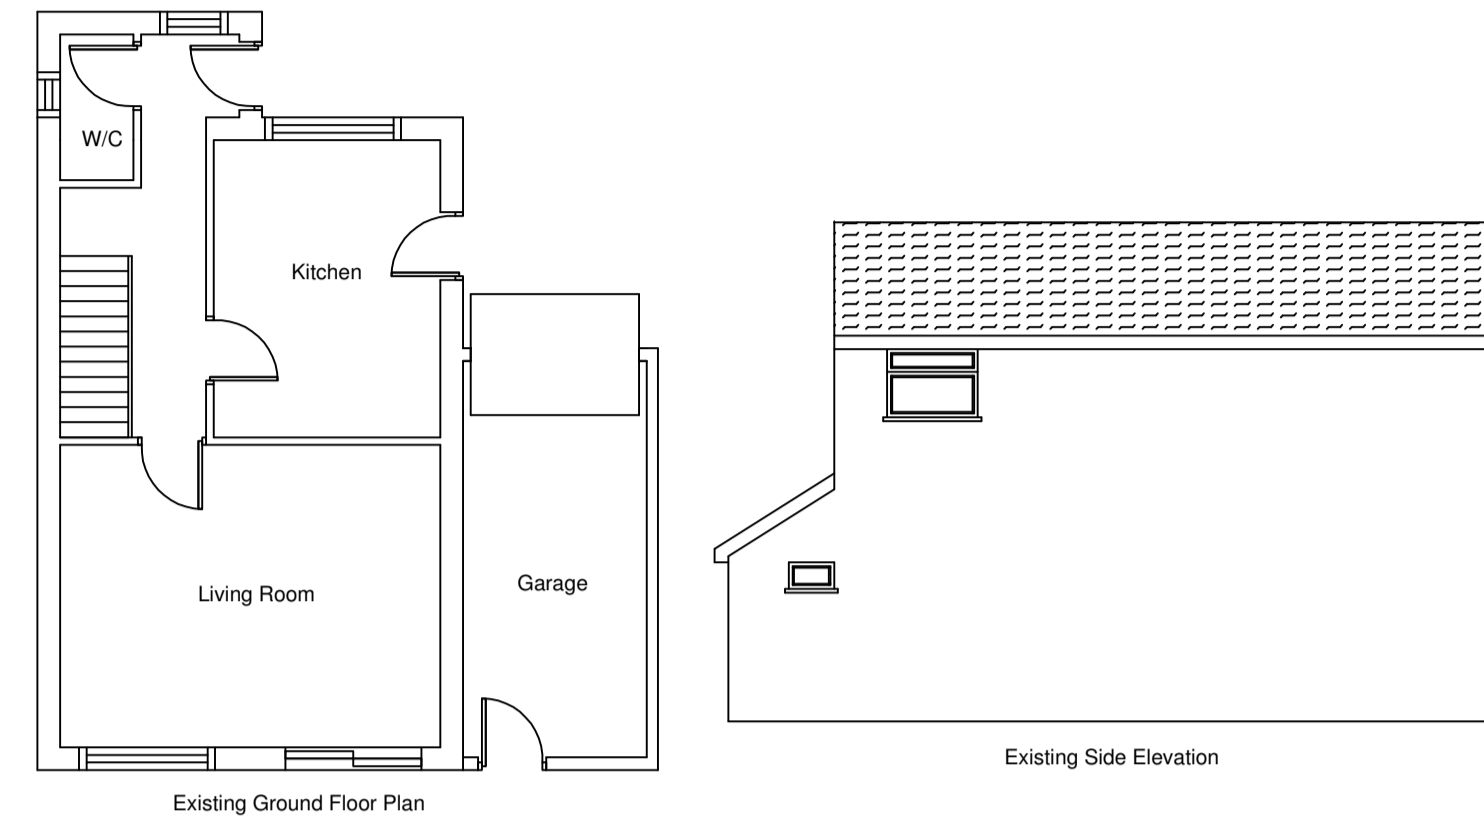 W/C
Kitchen
Living Room
Garage
Existing Ground Floor Plan
Existing Side Elevation